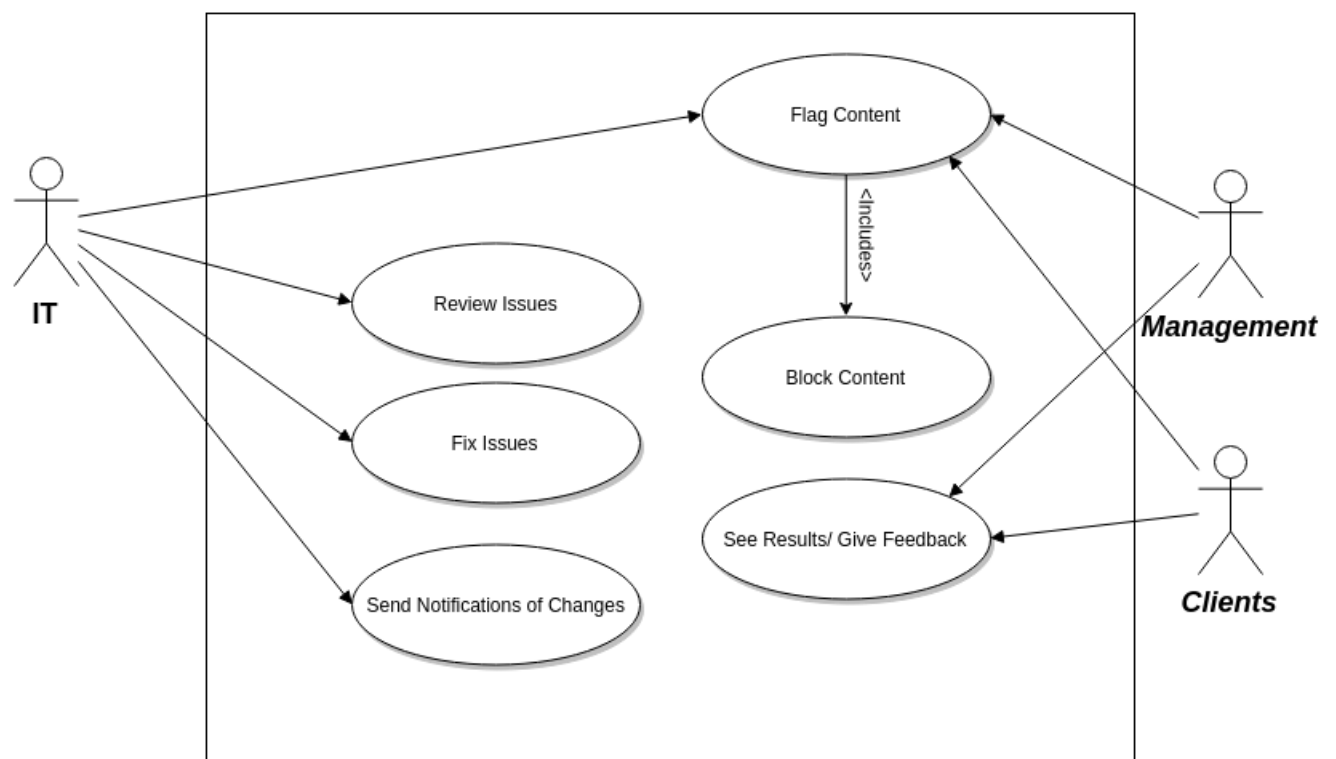 Flag Content
<Includes>
Review Issues
IT
Management
Block Content
Fix Issues
See Results/ Give Feedback
Send Notifications of Changes
Clients